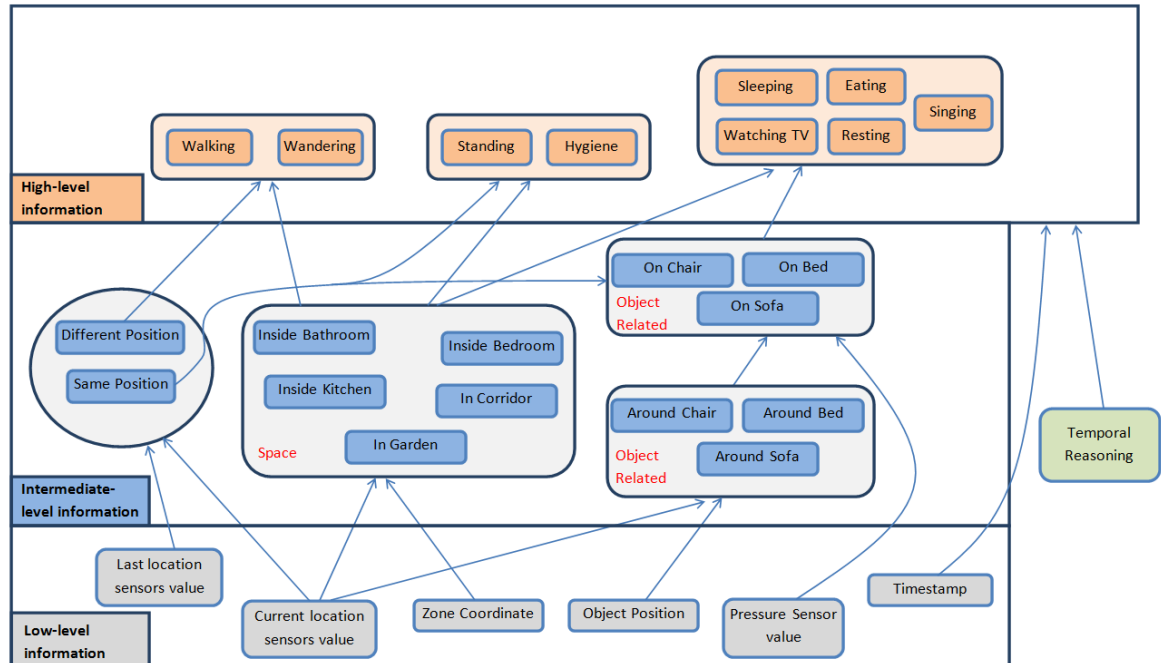 Sleeping
Eating
Singing
Watching TV
Resting
Walking
Wandering
Standing
Hygiene
High-level
information
Different Position
Same Position
Inside Bathroom
Inside Bedroom
Inside Kitchen
In Corridor
In Garden
Space
On Chair
On Bed
On Sofa
Object
Related
Around Chair
Around Bed
Around Sofa
Object
Related
Temporal
Reasoning
Intermediate-
level information
Last location
sensors value
Current location
sensors value
Zone Coordinate
Object Position
Pressure Sensor
value
Timestamp
Low-level
information